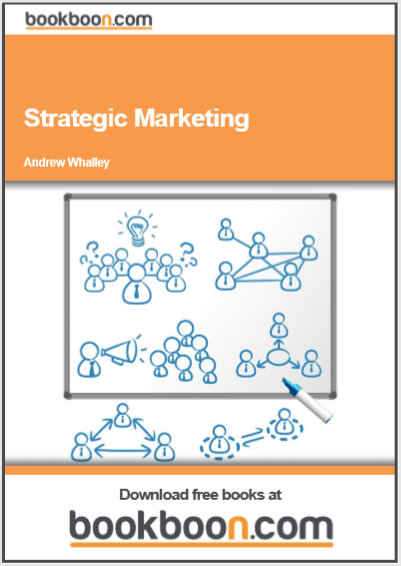 bookboon.com
Strategic Marketing
Andrew Whalley
? ? ? ?
Download free books at
bookboon.com